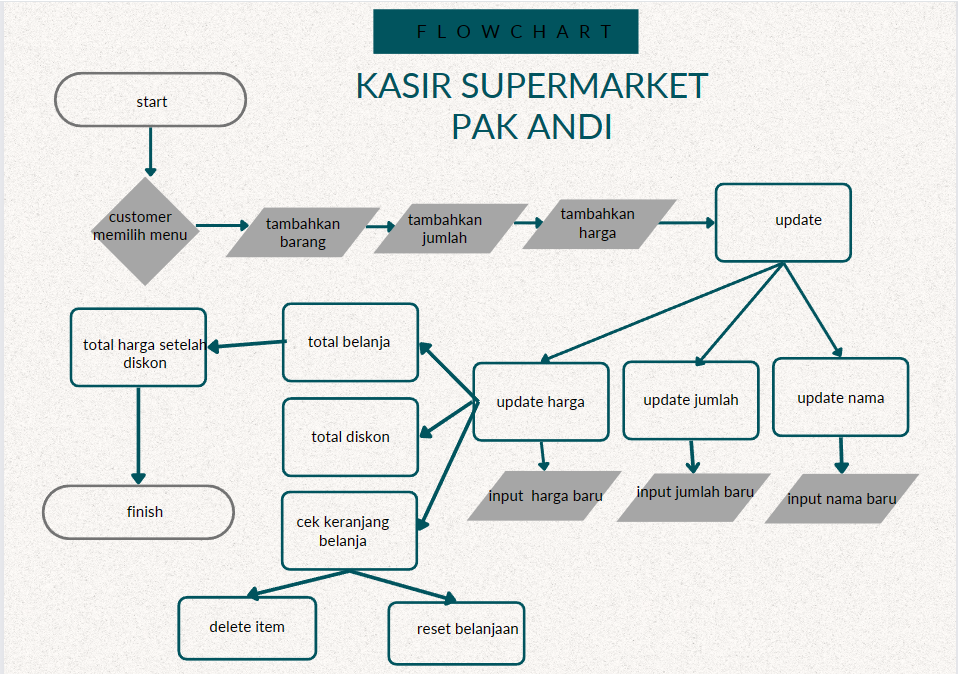 FLOWCHART
KASIR SUPERMARKET
PAK ANDI
start
customer
memilih menu
tambahkan
barang
tambahkan
jumlah
tambahkan
harga
update
total harga setelah
diskon
total belanja
update harga
update jumlah
update nama
total diskon
input harga baru
input jumlah baru
input nama baru
finish
cek keranjang
belanja
delete item
reset belanjaan